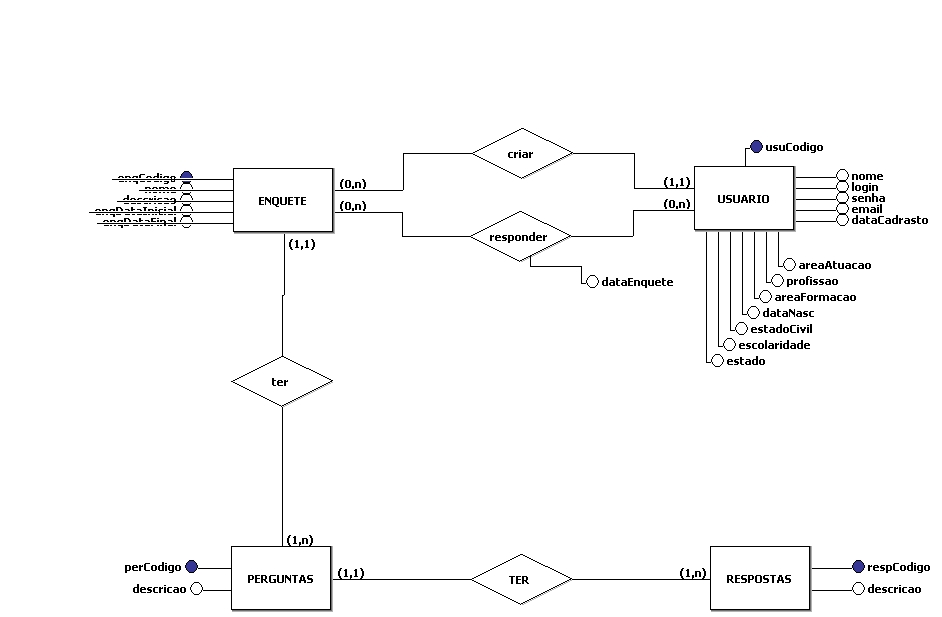 criar
usuCodigo
enqCodigo
nome
descricao
enqDataInicial
enqDataFinal
ENQUETE
(0,n)
(0,n)
(1,1)
(1,1)
(0,n)
USUARIO
nome
login
senha
email
dataCadrasto
responder
dataEnquete
areaAtuacao
profissao
areaFormacao
dataNasc
estadoCivil
escolaridade
estado
ter
(1,n)
perCodigo
descricao
PERGUNTAS
(1,1)
TER
(1,n)
RESPOSTAS
respCodigo
descricao